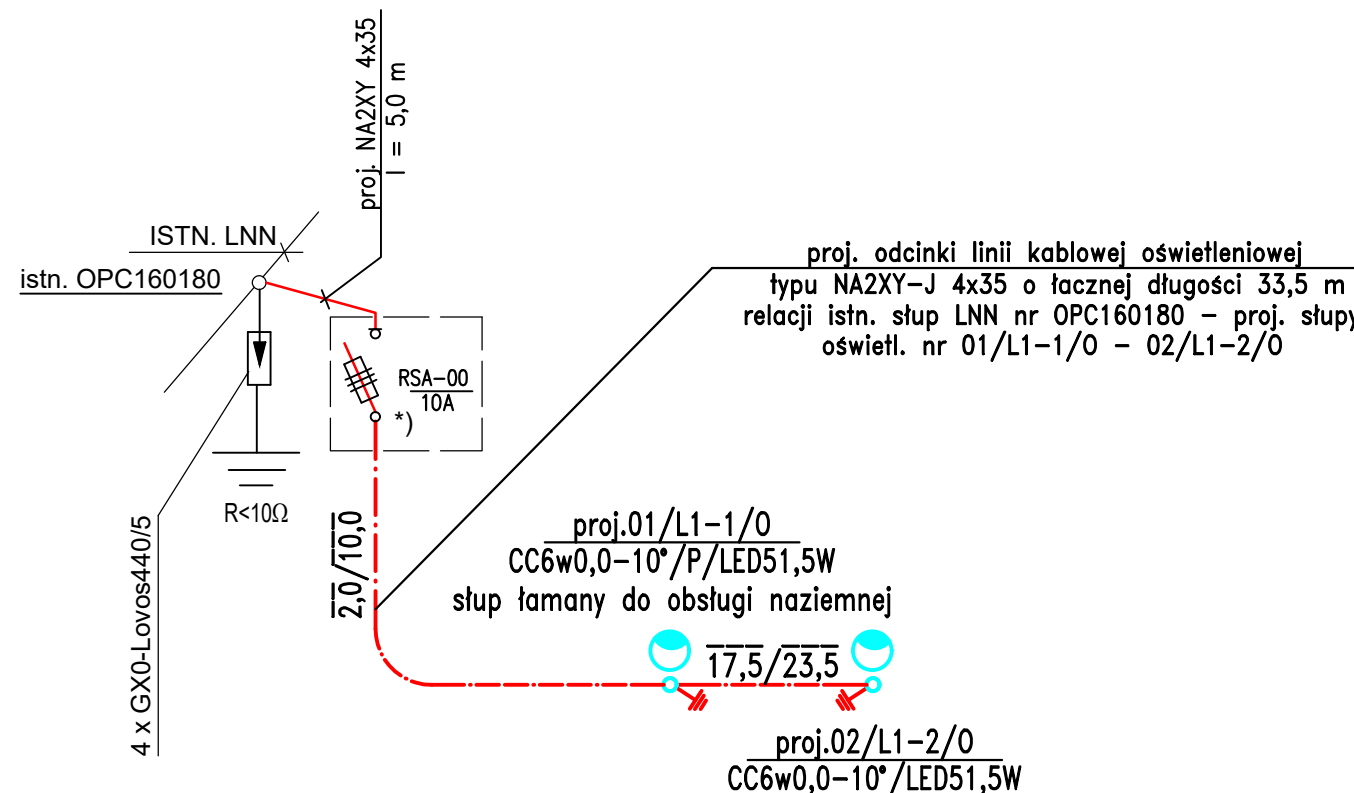 proj. NA2XY 4x35
l = 5,0 m
ISTN. LNN
istn. OPC160180
proj. odcinki linii kablowej oświetleniowej
typu NA2XY-J 4x35 o łacznej długości 33,5 m
relacji istn. słup LNN nr OPC160180 – proj. słupy
oświetl. nr 01/L1-1/0 – 02/L1-2/0
RSA-00
10A
*)
R<10Ω
4 x GX0-Lovos440/5
2,0/10,0
proj.01/L1-1/0
CC6w0,0-10°/P/LED51,5W
słup łamany do obsługi naziemnej
17,5/23,5
proj.02/L1-2/0
CC6w0,0-10°/LED51,5W